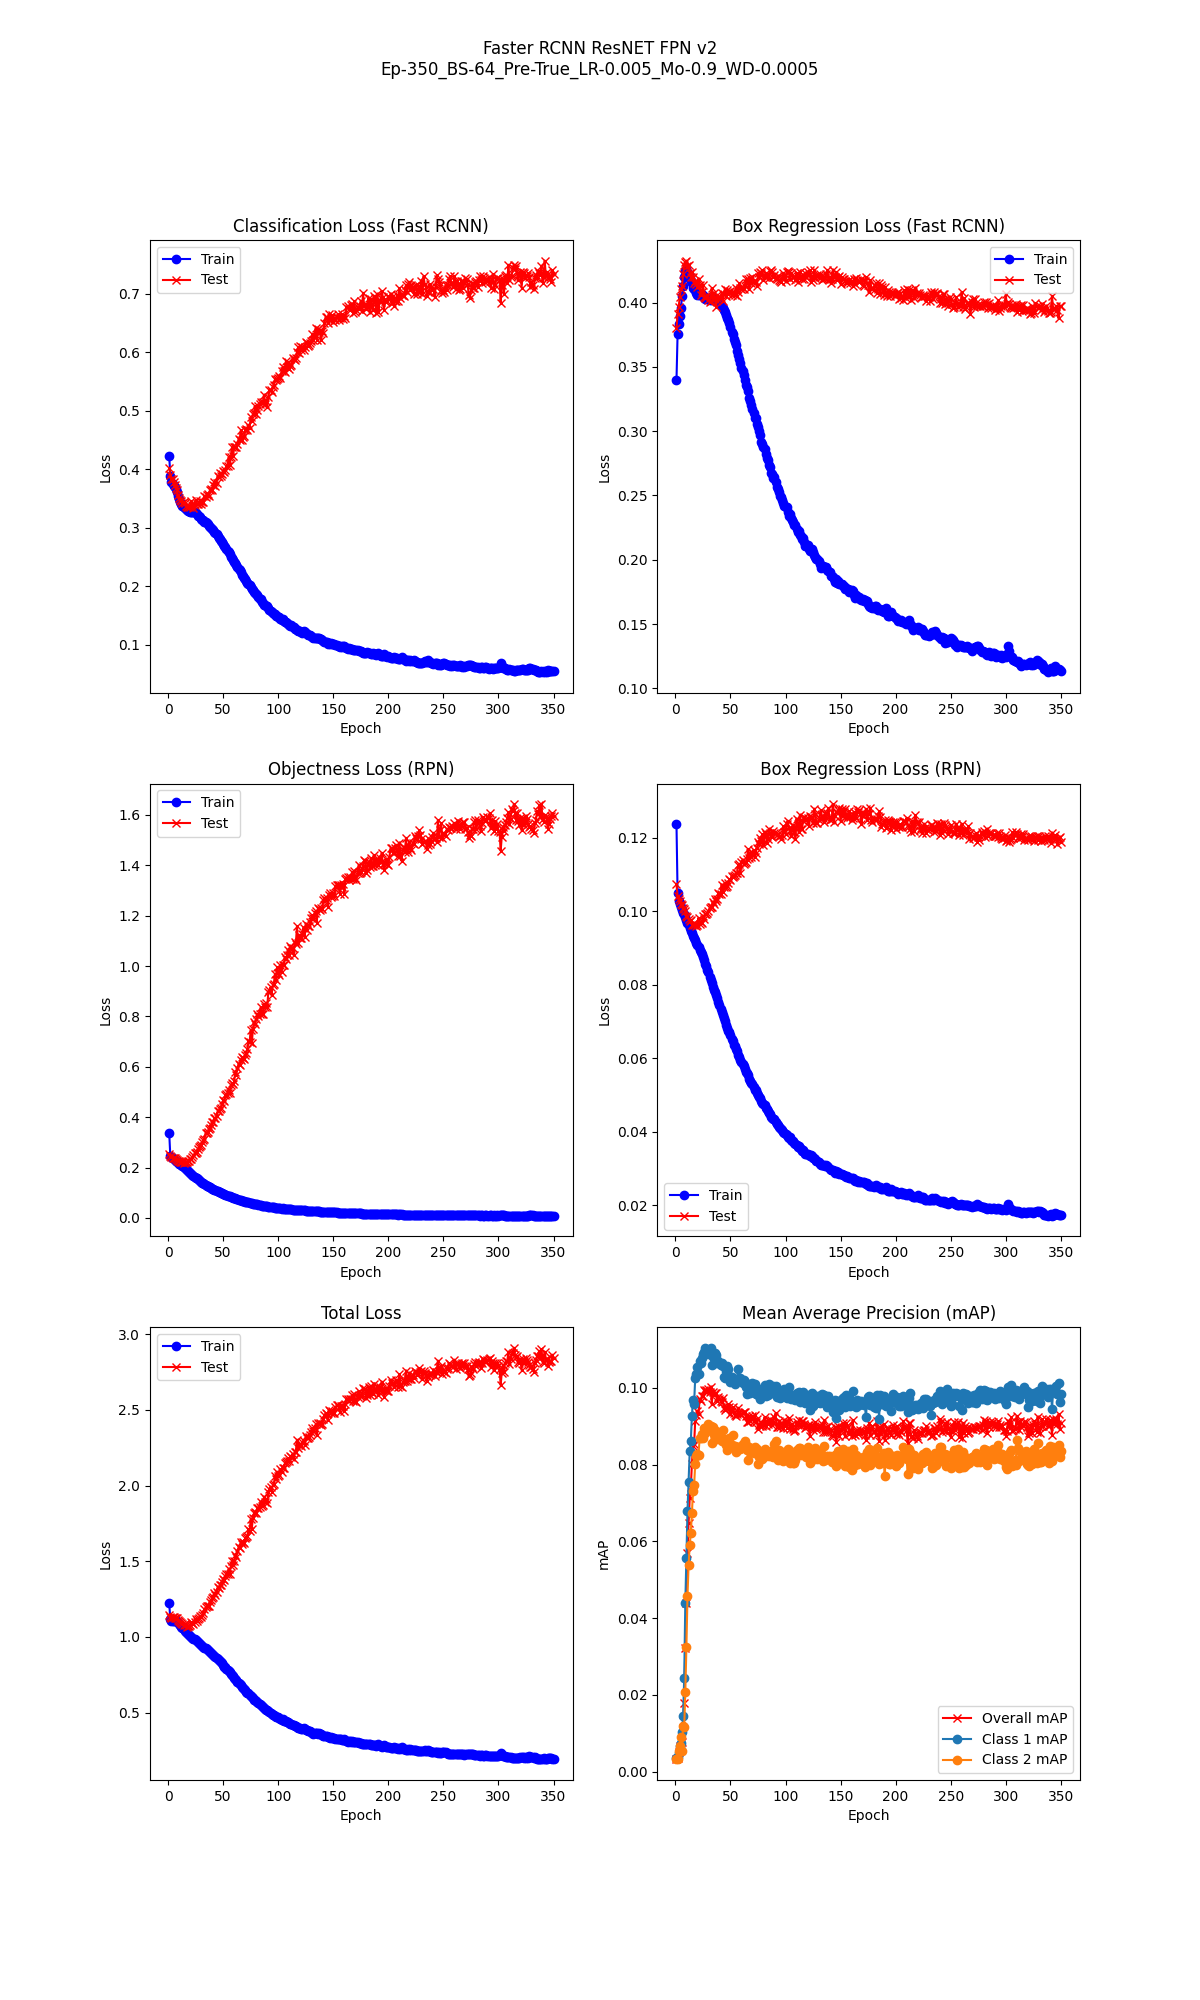 Faster RCNN ResNET FPN v2
Ep-350_BS-64_Pre-True_LR-0.005_Mo-0.9_WD-0.0005
Classification Loss (Fast RCNN)
Train
Test
0.7
0.6
0.5
0.4
0.3
0.2
0.1
Loss
0
50
100
150
200
250
300
350
Epoch
Box Regression Loss (Fast RCNN)
Train
Test
0.40
0.35
0.30
0.25
0.20
0.15
0.10
Loss
0
50
100
150
200
250
300
350
Epoch
Objectness Loss (RPN)
Train
Test
1.6
1.4
1.2
1.0
0.8
0.6
0.4
0.2
0.0
Loss
0
50
100
150
200
250
300
350
Epoch
Box Regression Loss (RPN)
0.12
0.10
0.08
0.06
0.04
0.02
Loss
Train
Test
0
50
100
150
200
250
300
350
Epoch
Total Loss
Train
Test
3.0
2.5
2.0
1.5
1.0
0.5
Loss
0
50
100
150
200
250
300
350
Epoch
Mean Average Precision (mAP)
0.10
0.08
0.06
0.04
0.02
0.00
mAP
Overall mAP
Class 1 mAP
Class 2 mAP
0
50
100
150
200
250
300
350
Epoch